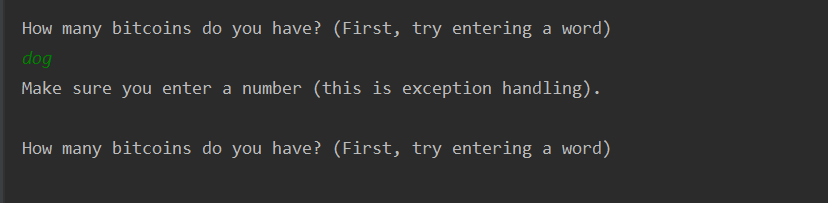 How many bitcoins do you have? (First, try entering a word)
dog
Make sure you enter a number (this is exception handling).
How many bitcoins do you have? (First, try entering a word)